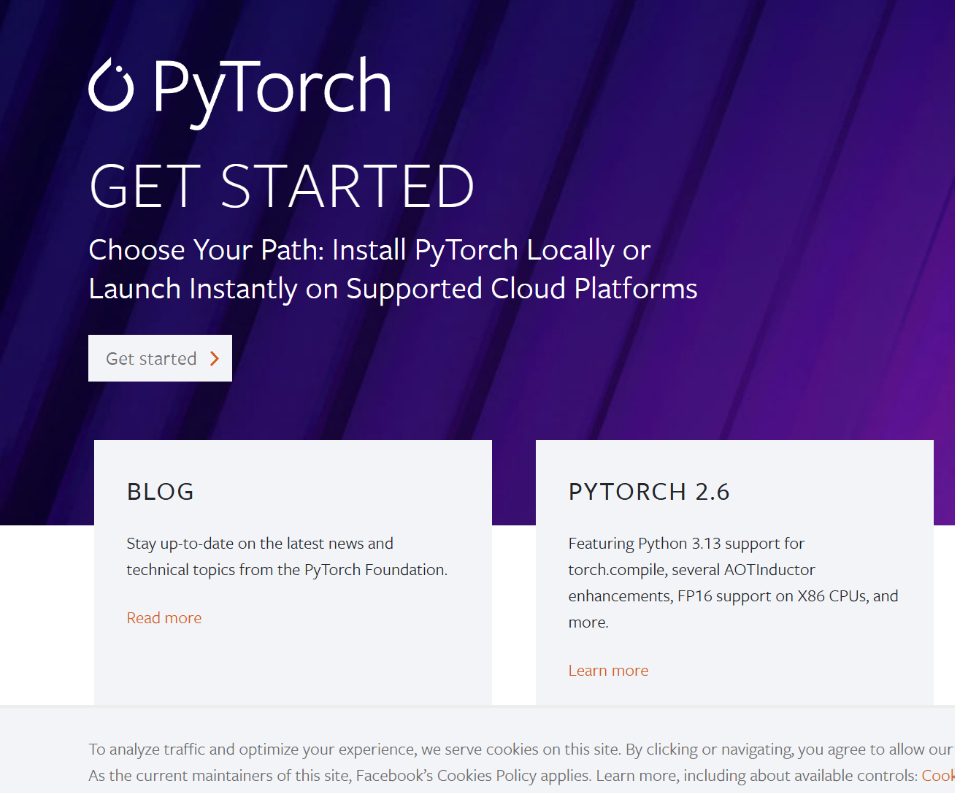 PyTorch
GET STARTED
Choose Your Path: Install PyTorch Locally or
Launch Instantly on Supported Cloud Platforms
Get started
BLOG
Stay up-to-date on the latest news and
technical topics from the PyTorch Foundation.
Read more
PYTORCH 2.6
Featuring Python 3.13 support for
torch.compile, several AOTInductor
enhancements, FP16 support on X86 CPUs, and
more.
Learn more
To analyze traffic and optimize your experience, we serve cookies on this site. By clicking or navigating, you agree to allow our
As the current maintainers of this site, Facebook’s Cookies Policy applies. Learn more, including about available controls: